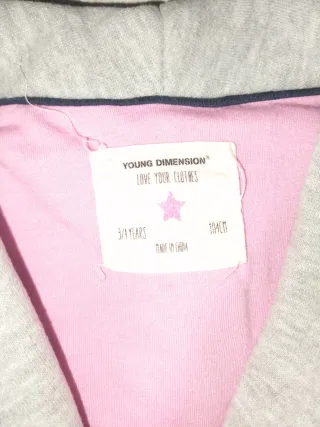 YOUNG DIMENSION®
LOVE YOUR CLOTHES
3/4 YEARS 104CM
MADE IN CHINA